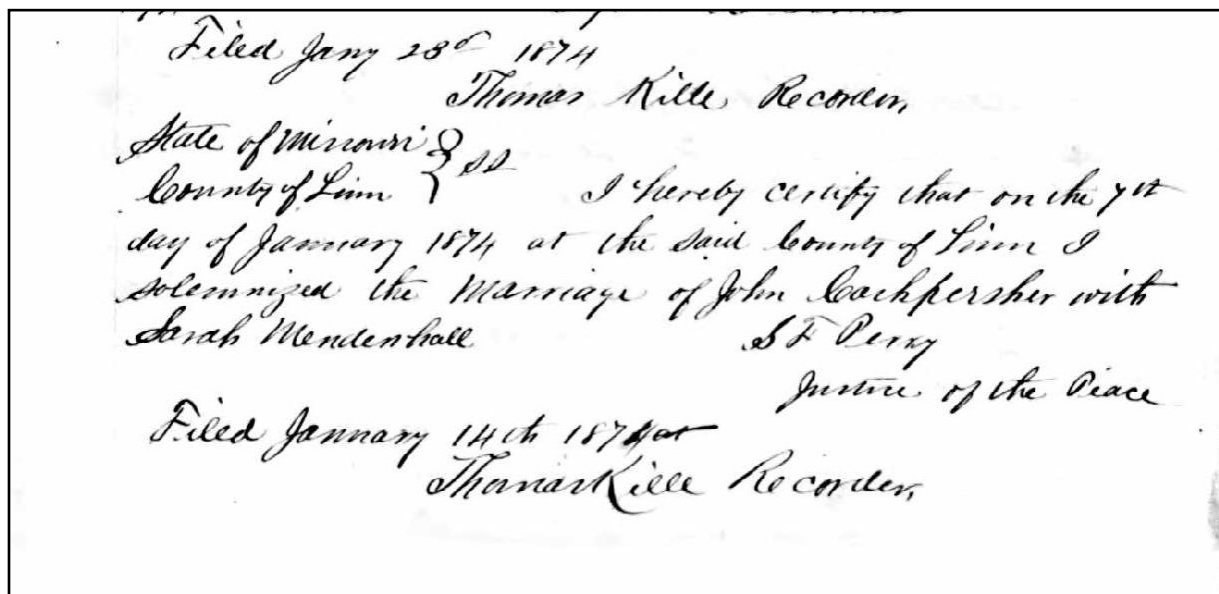 Filed Jany 23d 1874
Thomas Kille Recorder,
State of Missouri } SS
County of Linn } I hereby certify that on the 7th
day of January 1874 at the said County of Linn I
solemnized the Marriage of John Cochpersher with
Sarah Mendenhall S F Perry
Justice of the Peace
Filed January 14th 1874
Thomas Kille Recorder,